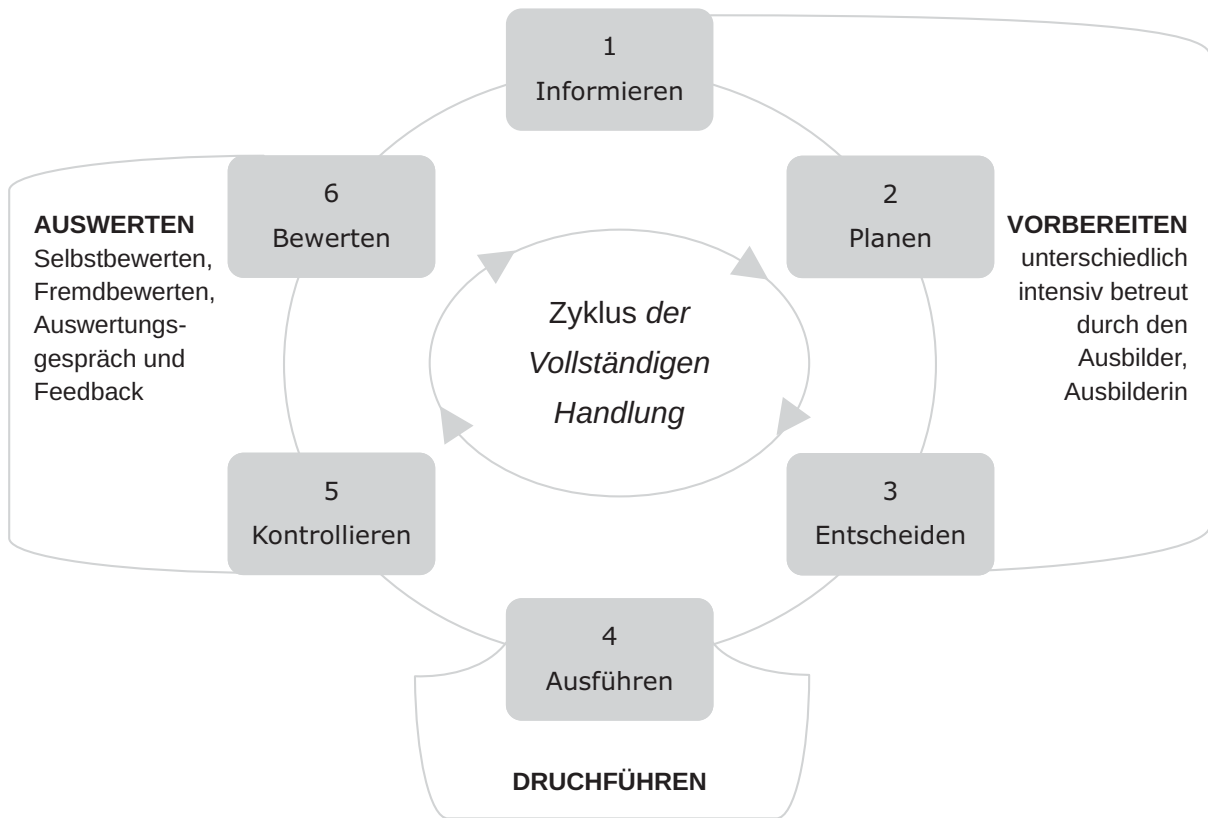 1
Informieren
6
Bewerten
2
Planen
AUSWERTEN
Selbstbewerten,
Fremdbewerten,
Auswertungs-
gespräch und
Feedback
VORBEREITEN
unterschiedlich
intensiv betreut
durch den
Ausbilder,
Ausbilderin
Zyklus der
Vollständigen
Handlung
5
Kontrollieren
3
Entscheiden
4
Ausführen
DRUCHFÜHREN